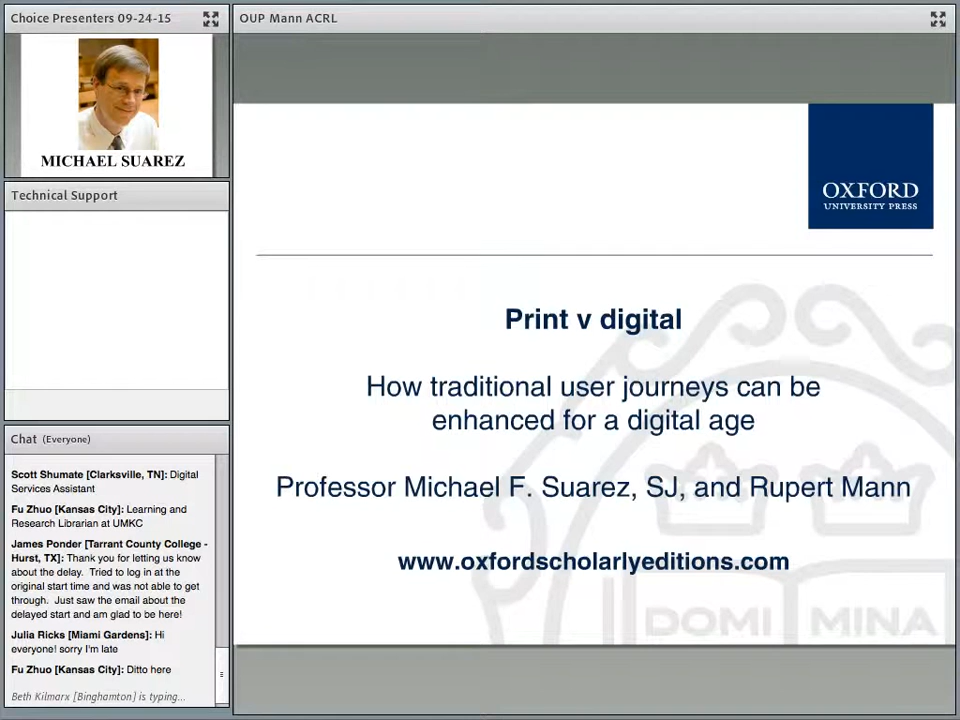 Choice Presenters 09-24-15
MICHAEL SUAREZ
Technical Support
Chat (Everyone)
Scott Shumate [Clarksville, TN]: Digital
Services Assistant
Fu Zhuo [Kansas City]: Learning and
Research Librarian at UMKC
James Ponder [Tarrant County College -
Hurst, TX]: Thank you for letting us know
about the delay. Tried to log in at the
original start time and was not able to get
through. Just saw the email about the
delayed start and am glad to be here!
Julia Ricks [Miami Gardens]: Hi
everyone! sorry I'm late
Fu Zhuo [Kansas City]: Ditto here
Beth Kilmarx [Binghamton] is typing...
OUP Mann ACRL
OXFORD
UNIVERSITY PRESS
Print v digital
How traditional user journeys can be
enhanced for a digital age
Professor Michael F. Suarez, SJ, and Rupert Mann
www.oxfordscholarlyeditions.com
DOMI MINA